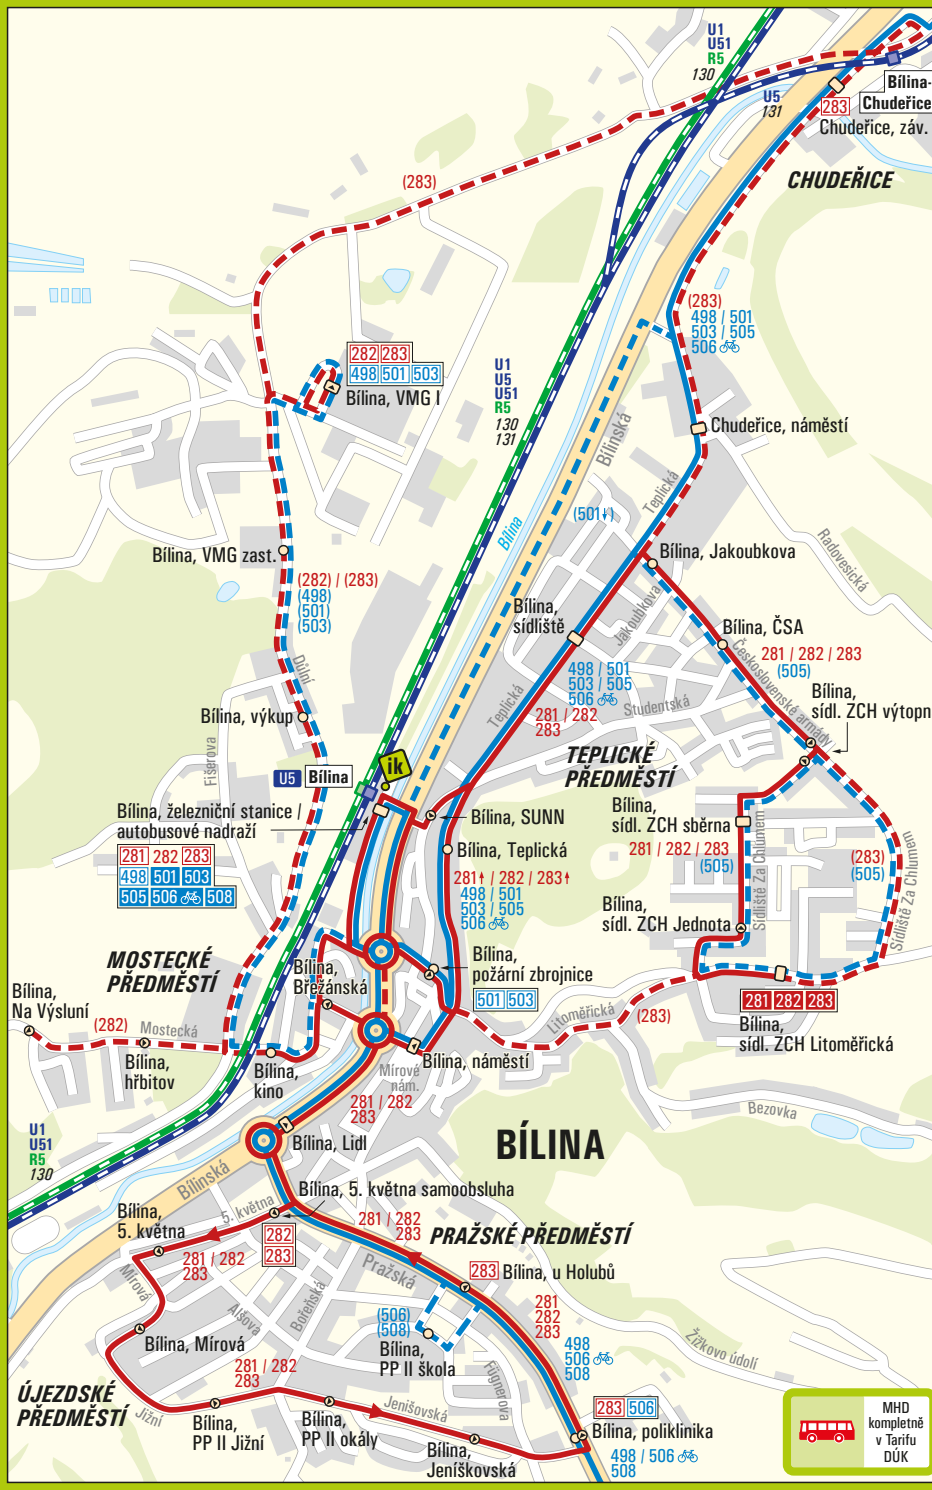 U1
U51
R5
130
U5
131
Bílina-
Chudeřice
283
Chudeřice, záv.
CHUDEŘICE
(283)
(283)
498 / 501
503 / 505
506
282 283
498 501 503
Bílina, VMG I
U1
U5
U51
R5
130
131
Chudeřice, náměstí
Bílinská
Teplická
(501↓)
Bílina
Radovesická
Bílina, VMG zast.
Bílina, Jakoubkova
(282) / (283)
(498)
(501)
(503)
Bílina,
sídliště
Jakoubkova
Bílina, ČSA
281 / 282 / 283
(505)
Československé armády
Důlní
498 / 501
503 / 505
506
281 / 282
283
Studentská
Teplická
Bílina,
sídl. ZCH výtopn
Bílina, výkup
Fišerova
TEPLICKÉ
PŘEDMĚSTÍ
ik
U5 Bílina
Bílina, železniční stanice /
autobusové nadraží
281 282 283
498 501 503
505 506 508
Bílina, SUNN
Bílina,
sídl. ZCH sběrna
281 / 282 / 283
(505)
Bílina, Teplická
281↑ / 282 / 283↑
498 / 501
503 / 505
506
Sídliště Za Chlumem
(283)
(505)
Sídliště Za Chlumem
Bílina,
sídl. ZCH Jednota
MOSTECKÉ
PŘEDMĚSTÍ
Bílina,
Břežánská
Bílina,
požární zbrojnice
501 503
Bílina,
Na Výsluní
(282)
Mostecká
Litoměřická
(283)
281 282 283
Bílina,
sídl. ZCH Litoměřická
Bílina,
hřbitov
Bílina,
kino
Bílina, náměstí
Mírové
nám.
281 / 282
283
Bezovka
U1
U51
R5
130
Bílina, Lidl
BÍLINA
Bílinská
Bílina, 5. května samoobsluha
Bílina,
5. května
5. května
281 / 282
283
PRAŽSKÉ PŘEDMĚSTÍ
282
283
281 / 282
283
Pražská
Mírová
283 Bílina, u Holubů
Alšova
Bořeňská
281
282
283
(506)
(508)
Bílina,
PP II škola
498
506
508
Bílina, Mírová
Žižkovo údolí
281 / 282
283
Fügnerova
ÚJEZDSKÉ
PŘEDMĚSTÍ
Jižní
Bílina,
PP II Jižní
Bílina,
PP II okály
Jenišovská
283 506
Bílina, poliklinika
Bílina,
Jeníškovská
498 / 506
508
MHD
kompletně
v Tarifu
DÚK